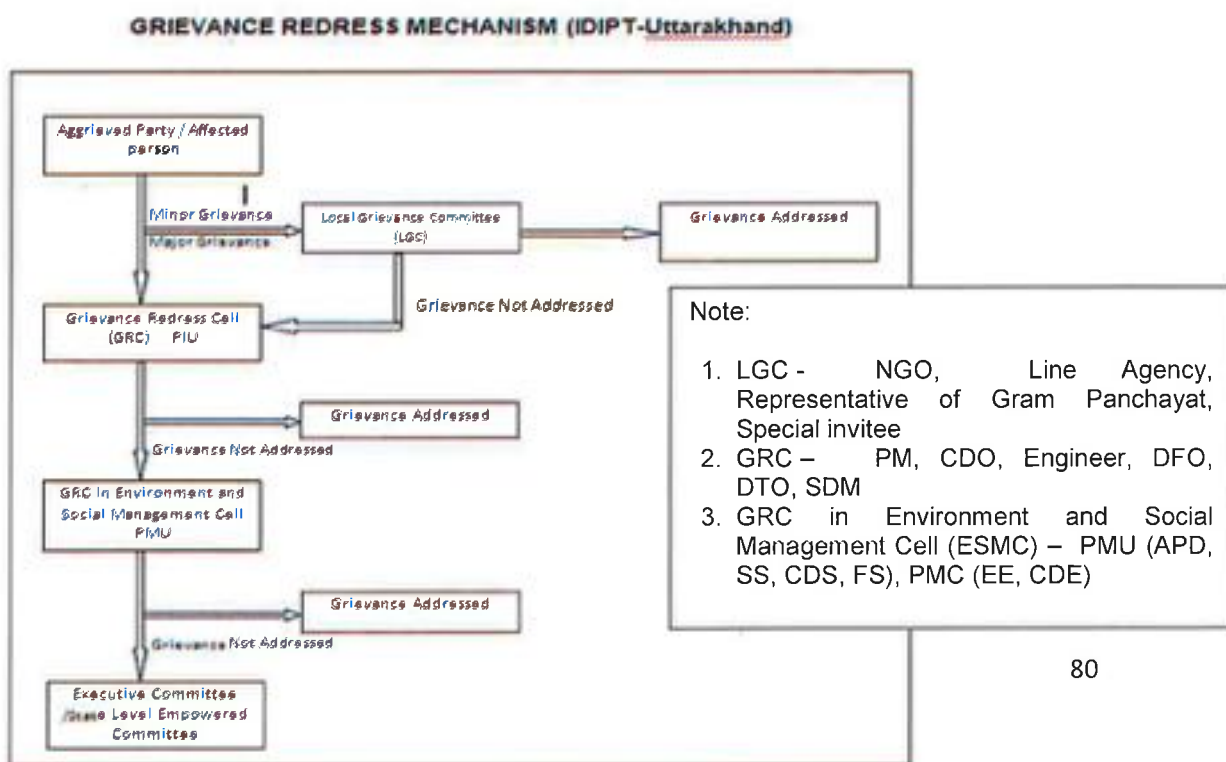 GRIEVANCE REDRESS MECHANISM (IDIPT-Uttarakhand)
Aggrieved Party / Affected
person
Minor Grievance
Major Grievance
Local Grievance Committee
(LGC)
Grievance Addressed
Grievance Not Addressed
Grievance Redress Cell
(GRC) PIU
Grievance Addressed
Grievance Not Addressed
GRC in Environment and
Social Management Cell
PMU
Grievance Addressed
Grievance Not Addressed
Executive Committee
/State Level Empowered
Committee
Note:
1. LGC - NGO, Line Agency,
Representative of Gram Panchayat,
Special invitee
2. GRC – PM, CDO, Engineer, DFO,
DTO, SDM
3. GRC in Environment and Social
Management Cell (ESMC) – PMU (APD,
SS, CDS, FS), PMC (EE, CDE)
80